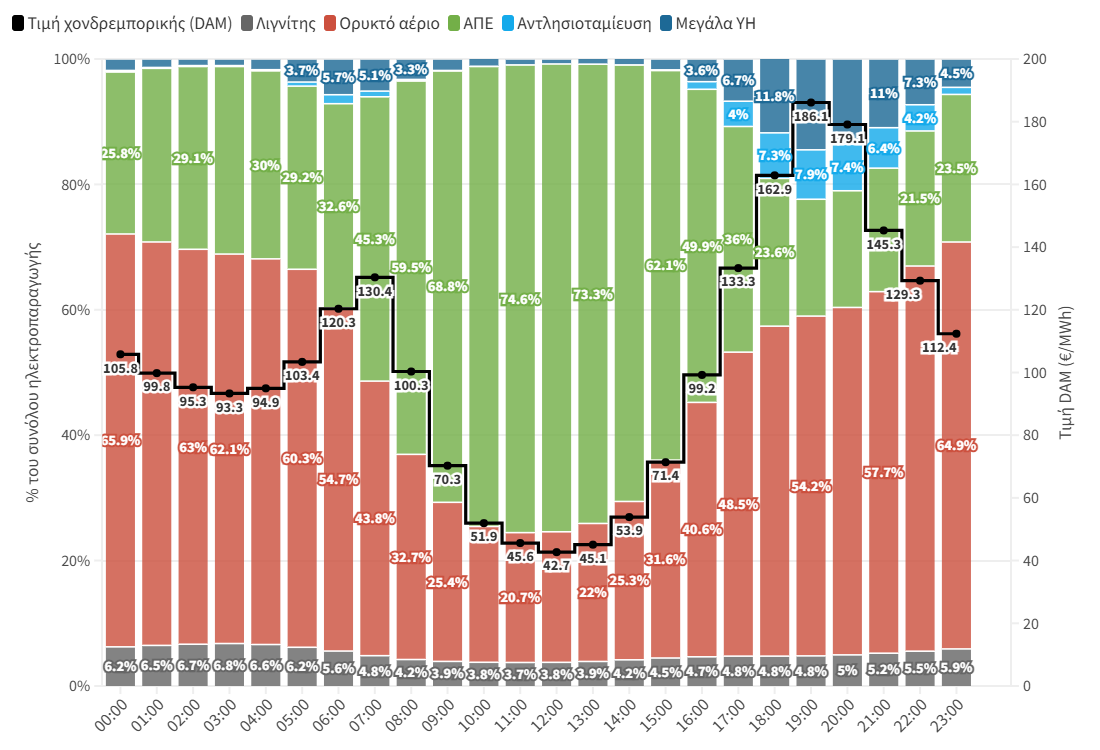 Τιμή χονδρεμπορικής (DAM) Λιγνίτης Ορυκτό αέριο ΑΠΕ Αντλησιοταμίευση Μεγάλα ΥΗ
100% 200
3.7% 5.7% 5.1% 3.3% 3.6% 6.7% 11.8% 11% 7.3% 4.5%
4% 186.1 4.2% 180
25.8% 29.1% 30% 29.2% 7.3% 7.9% 179.1 7.4% 6.4% 23.5%
80% 160
32.6% 162.9 21.5%
45.3% 59.5% 68.8% 62.1% 49.9% 36% 23.6% 145.3 140
74.6% 73.3% 133.3 129.3
130.4
60% 120
120.3 112.4
105.8 99.8 95.3 93.3 94.9 103.4 100.3 99.2 100
65.9% 63% 62.1% 60.3% 54.7% 64.9%
40% 80
43.8% 70.3 71.4 48.5% 54.2% 57.7%
60
32.7% 51.9 45.6 42.7 45.1 53.9 31.6% 40.6%
20% 40
25.4% 20.7% 22% 25.3%
20
6.2% 6.5% 6.7% 6.8% 6.6% 6.2% 5.6% 4.8% 4.2% 3.9% 3.8% 3.7% 3.8% 3.9% 4.2% 4.5% 4.7% 4.8% 4.8% 4.8% 5% 5.2% 5.5% 5.9%
0% 0
00:00 01:00 02:00 03:00 04:00 05:00 06:00 07:00 08:00 09:00 10:00 11:00 12:00 13:00 14:00 15:00 16:00 17:00 18:00 19:00 20:00 21:00 22:00 23:00
% του συνόλου ηλεκτροπαραγωγής
Τιμή DAM (€/MWh)